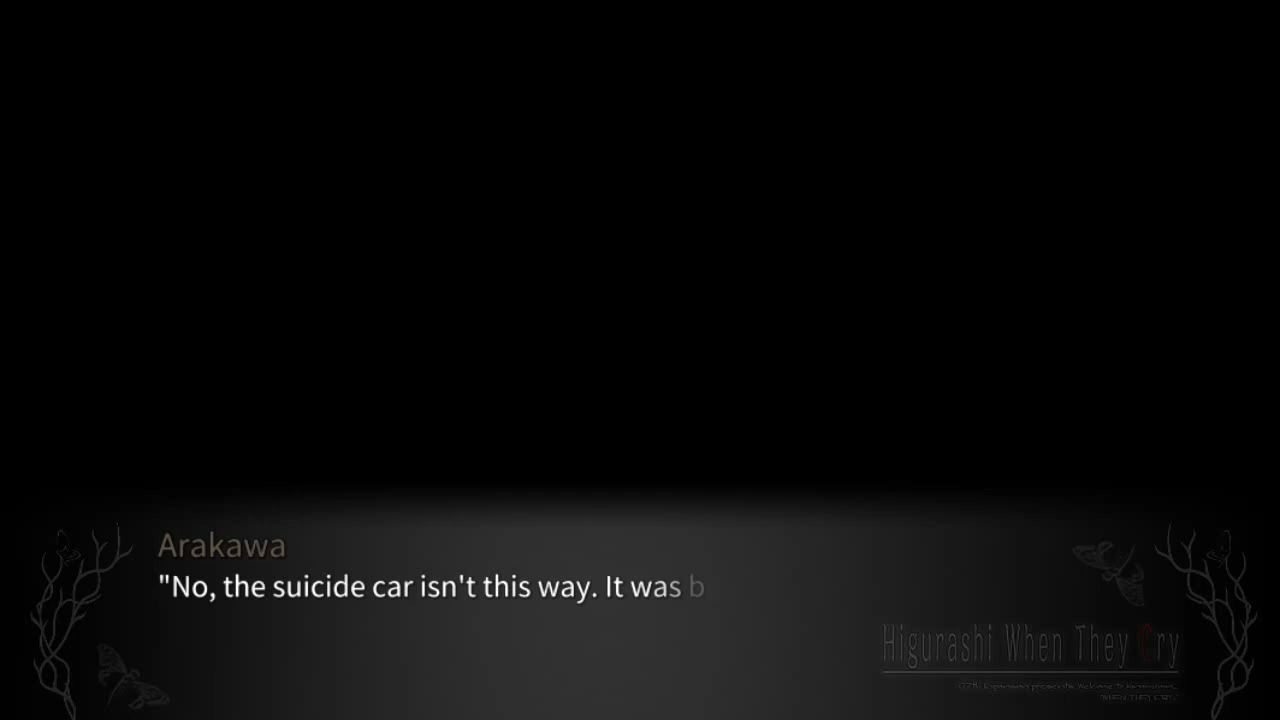 Arakawa
"No, the suicide car isn't this way. It was b
Higurashi When They Cry